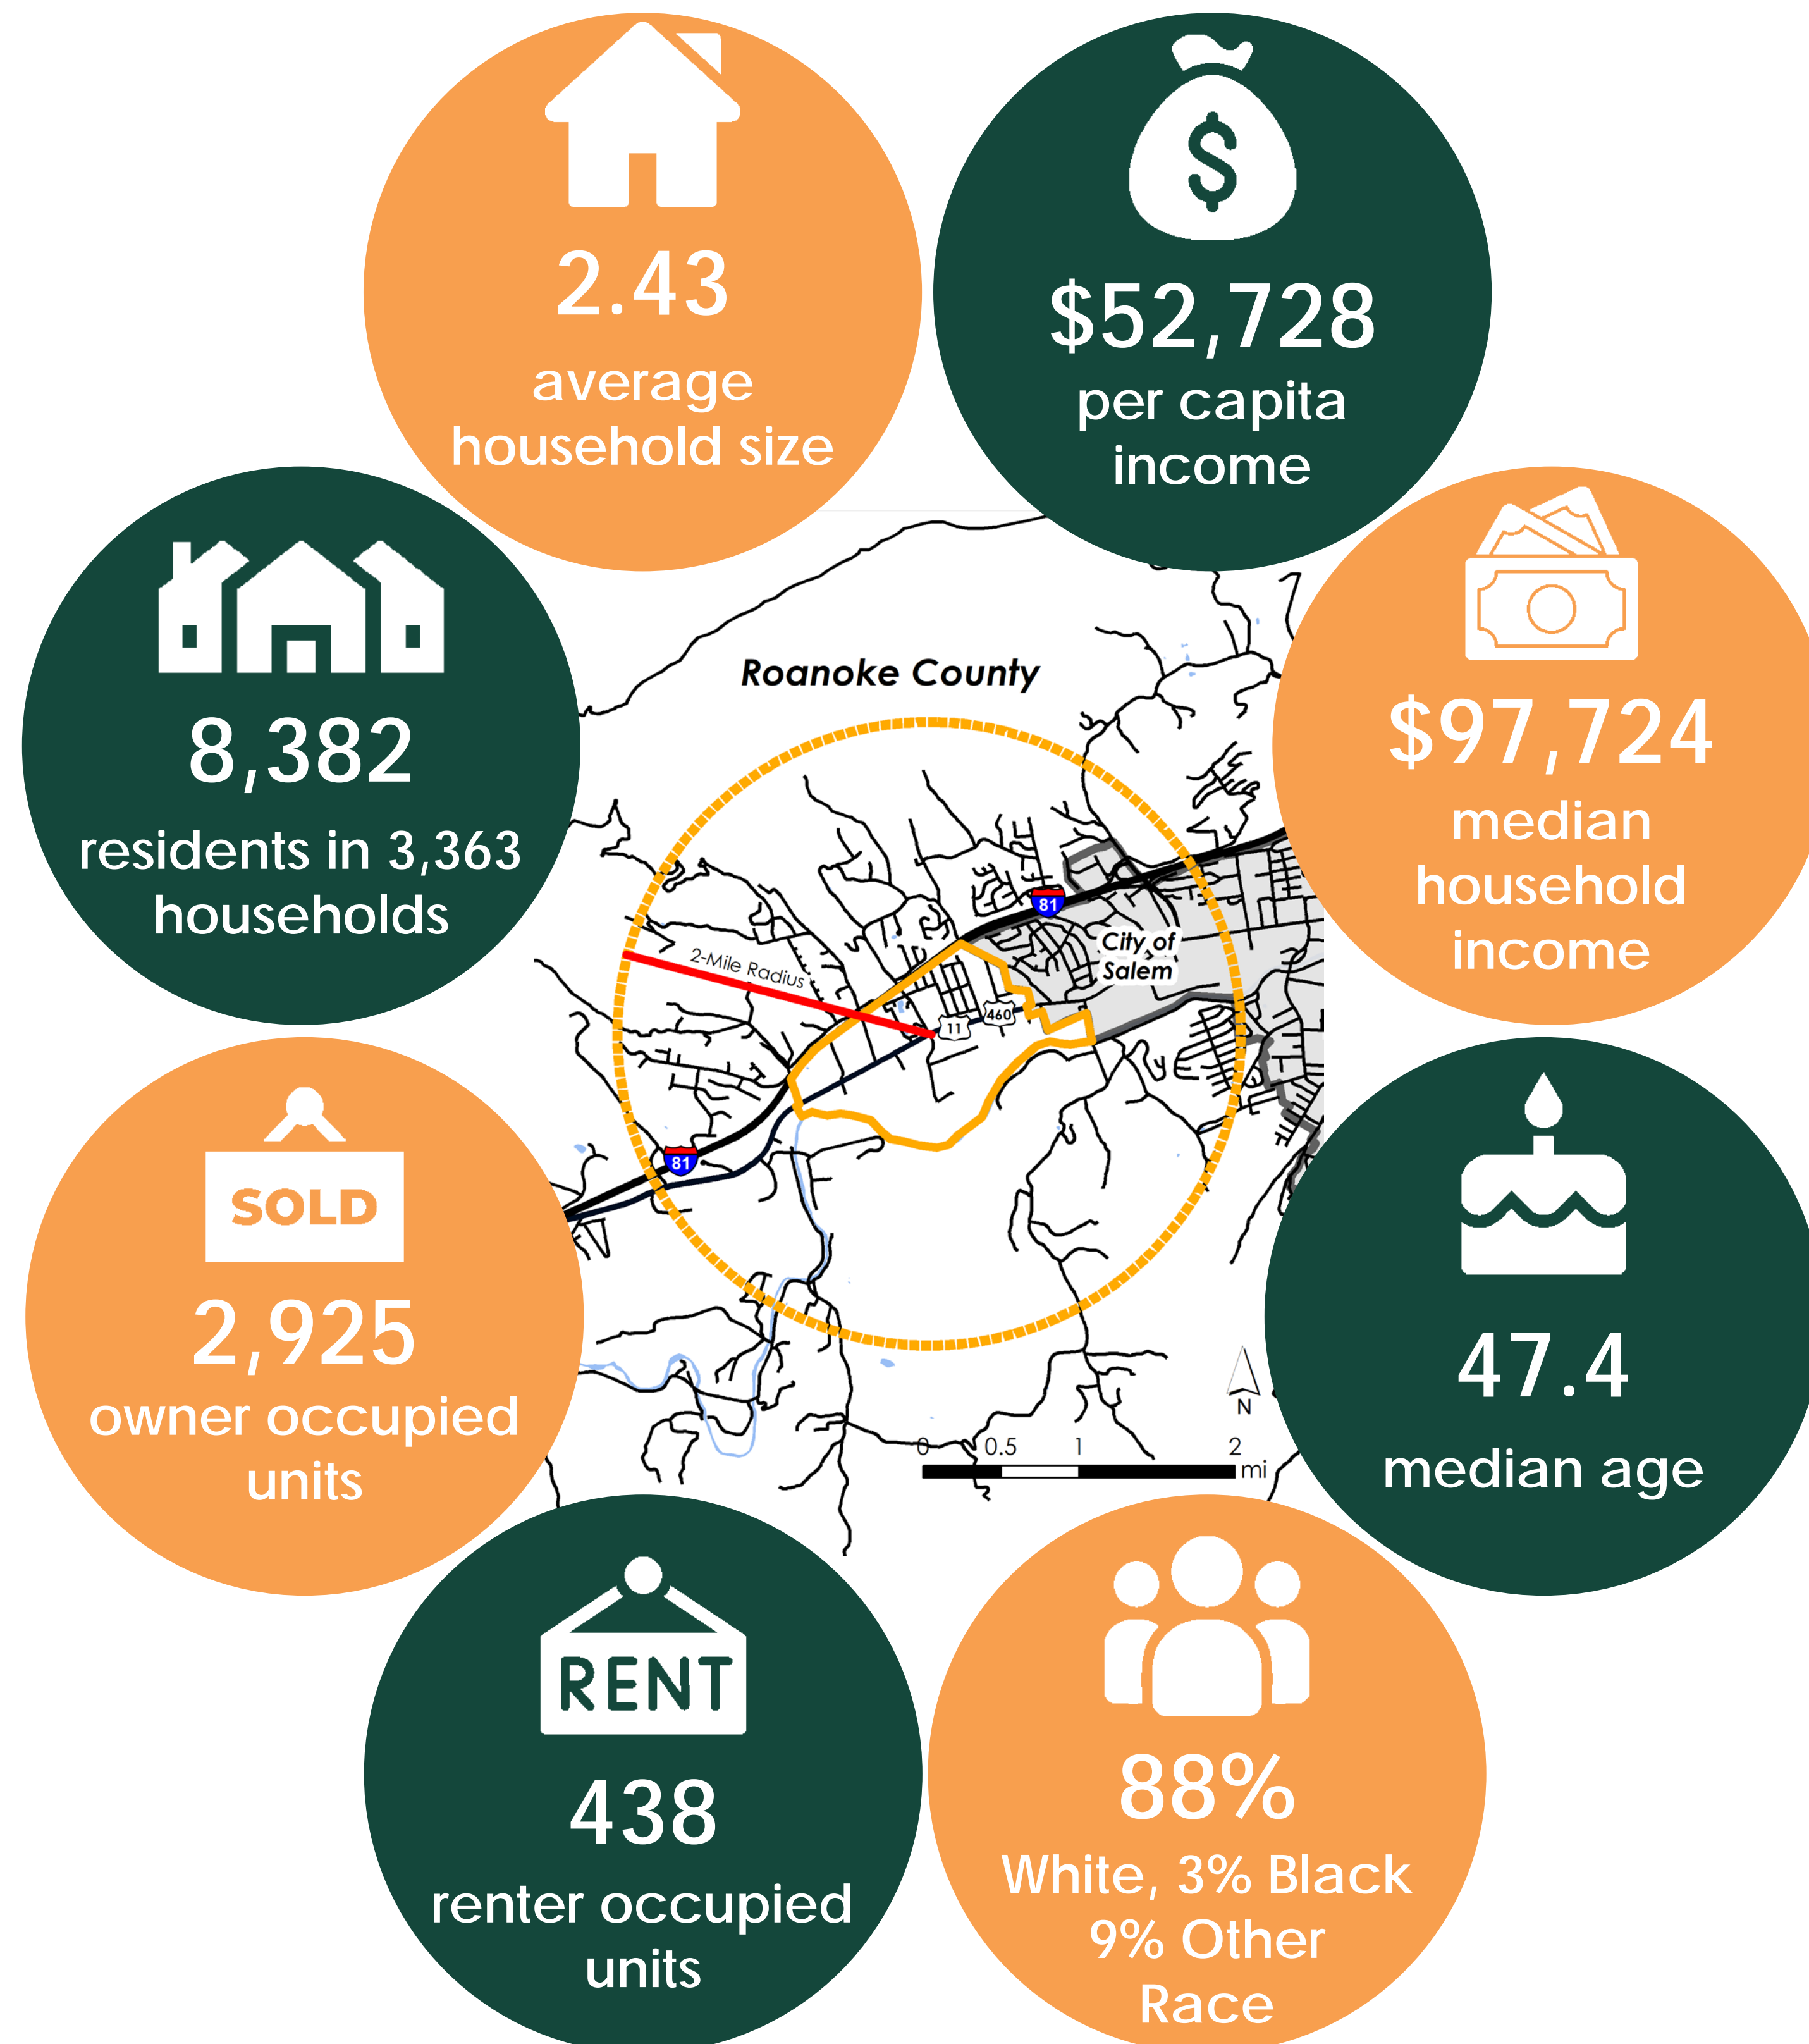 2.43
average
household size
$52,728
per capita
income
8,382
residents in 3,363
households
$97,724
median
household
income
Roanoke County
81
City of
Salem
2-Mile Radius
460
11
81
SOLD
2,925
owner occupied
units
47.4
median age
N
0 0.5 1 2
mi
RENT
438
renter occupied
units
88%
White, 3% Black
9% Other
Race